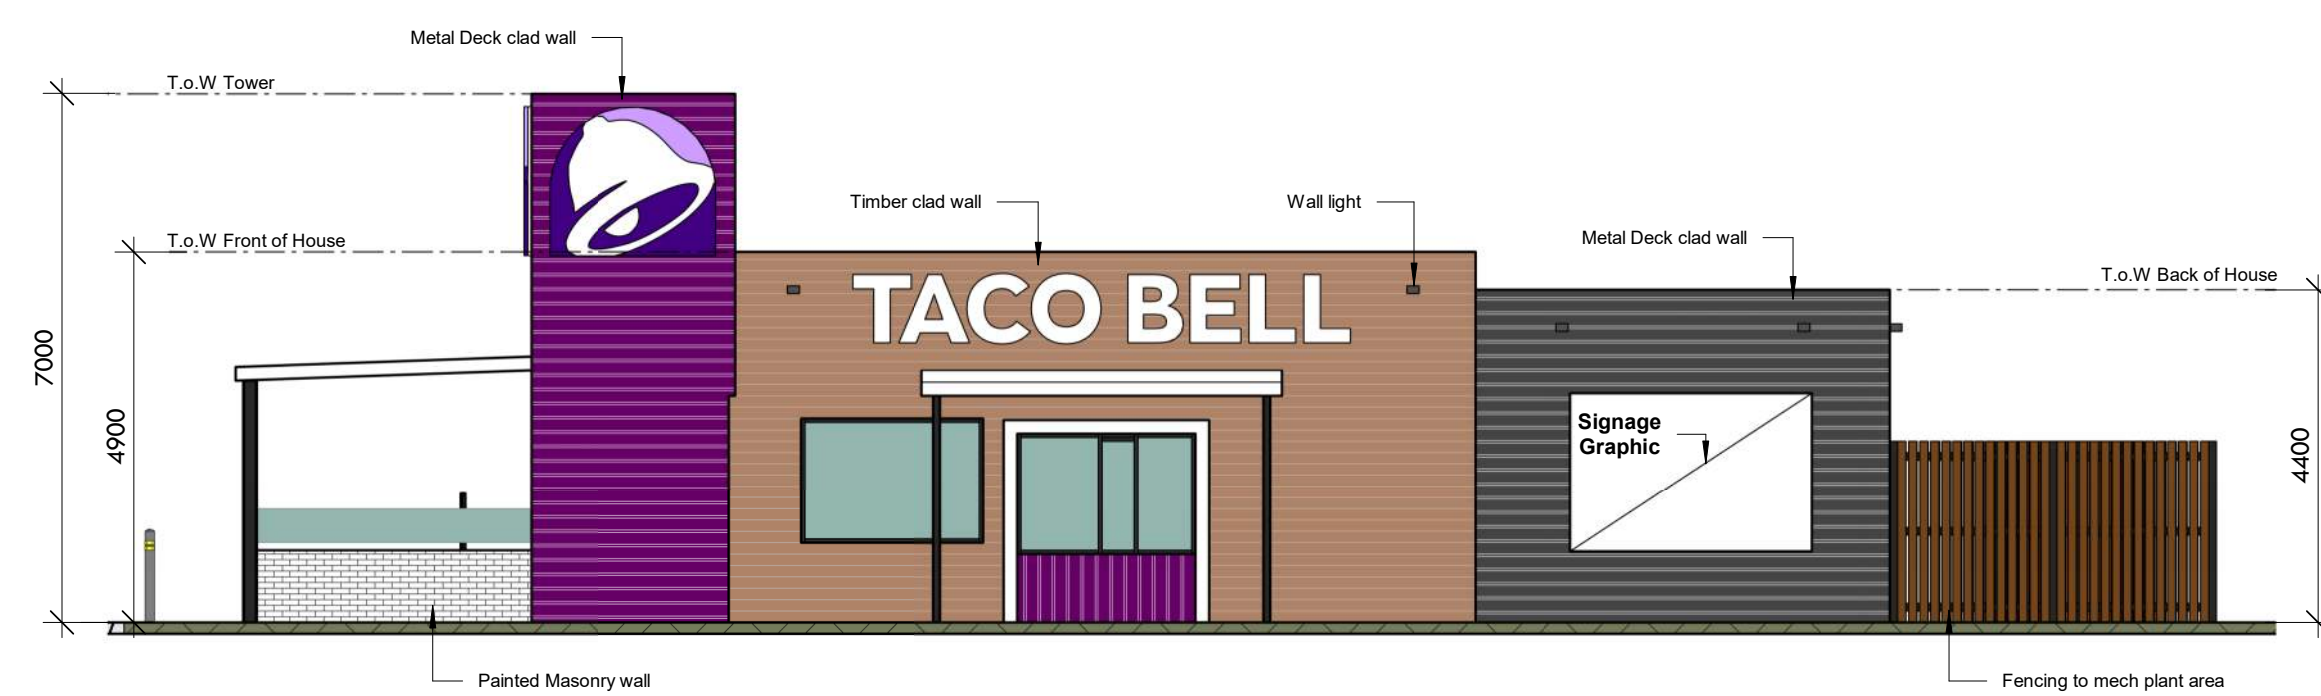 Metal Deck clad wall
T.o.W Tower
Timber clad wall
Wall light
T.o.W Front of House
Metal Deck clad wall
T.o.W Back of House
TACO BELL
7000
4900
Signage
Graphic
4400
Painted Masonry wall
Fencing to mech plant area